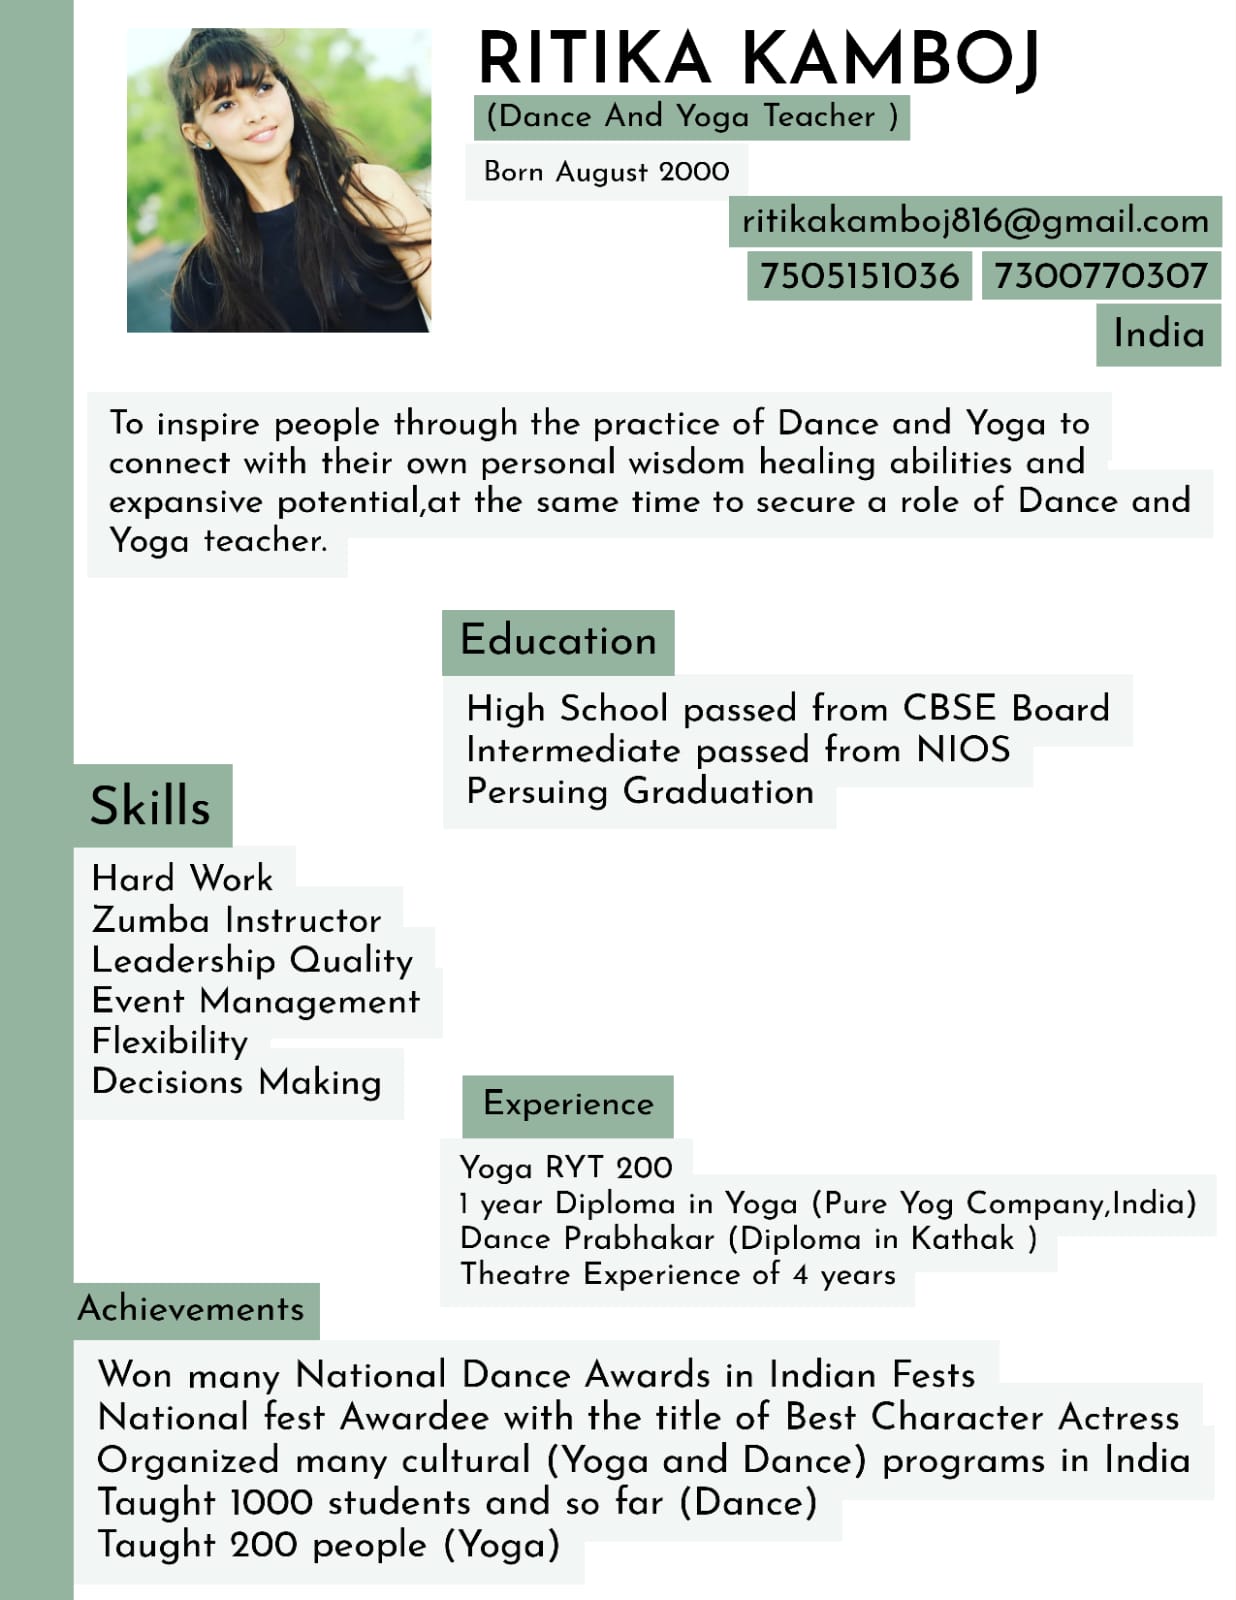 RITIKA KAMBOJ
(Dance And Yoga Teacher )
Born August 2000
ritikakamboj816@gmail.com
7505151036 7300770307
India
To inspire people through the practice of Dance and Yoga to
connect with their own personal wisdom healing abilities and
expansive potential,at the same time to secure a role of Dance and
Yoga teacher.
Education
High School passed from CBSE Board
Intermediate passed from NIOS
Persuing Graduation
Skills
Hard Work
Zumba Instructor
Leadership Quality
Event Management
Flexibility
Decisions Making
Experience
Yoga RYT 200
1 year Diploma in Yoga (Pure Yog Company,India)
Dance Prabhakar (Diploma in Kathak )
Theatre Experience of 4 years
Achievements
Won many National Dance Awards in Indian Fests
National fest Awardee with the title of Best Character Actress
Organized many cultural (Yoga and Dance) programs in India
Taught 1000 students and so far (Dance)
Taught 200 people (Yoga)